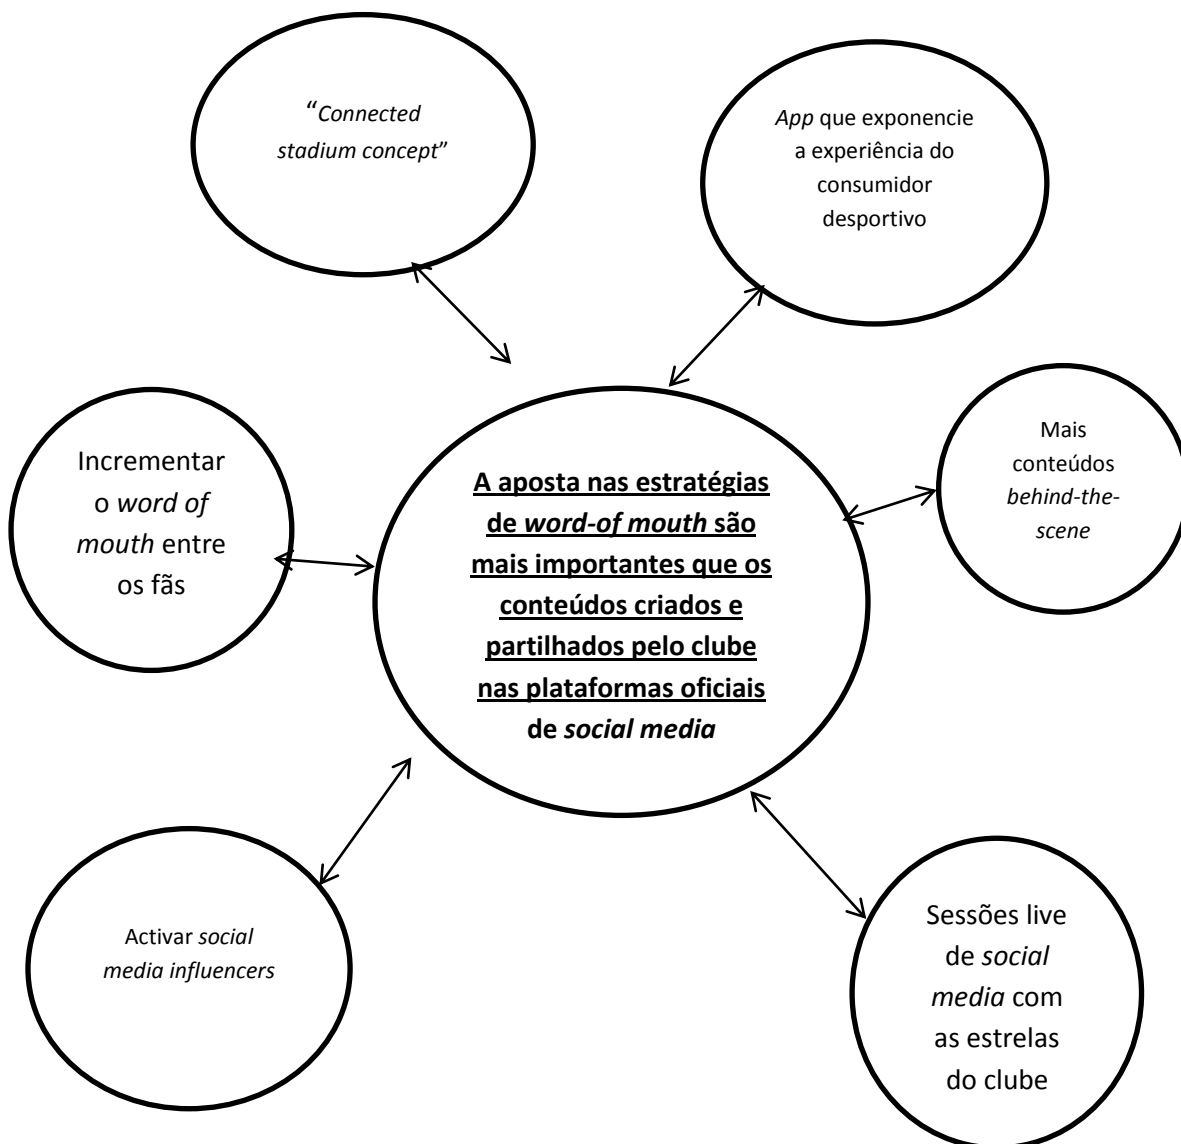 “Connected
stadium concept”
App que exponencie
a experiência do
consumidor
desportivo
Mais
conteúdos
behind-the-
scene
Incrementar
o word of
mouth entre
os fãs
A aposta nas estratégias
de word-of mouth são
mais importantes que os
conteúdos criados e
partilhados pelo clube
nas plataformas oficiais
de social media
Activar social
media influencers
Sessões live
de social
media com
as estrelas
do clube